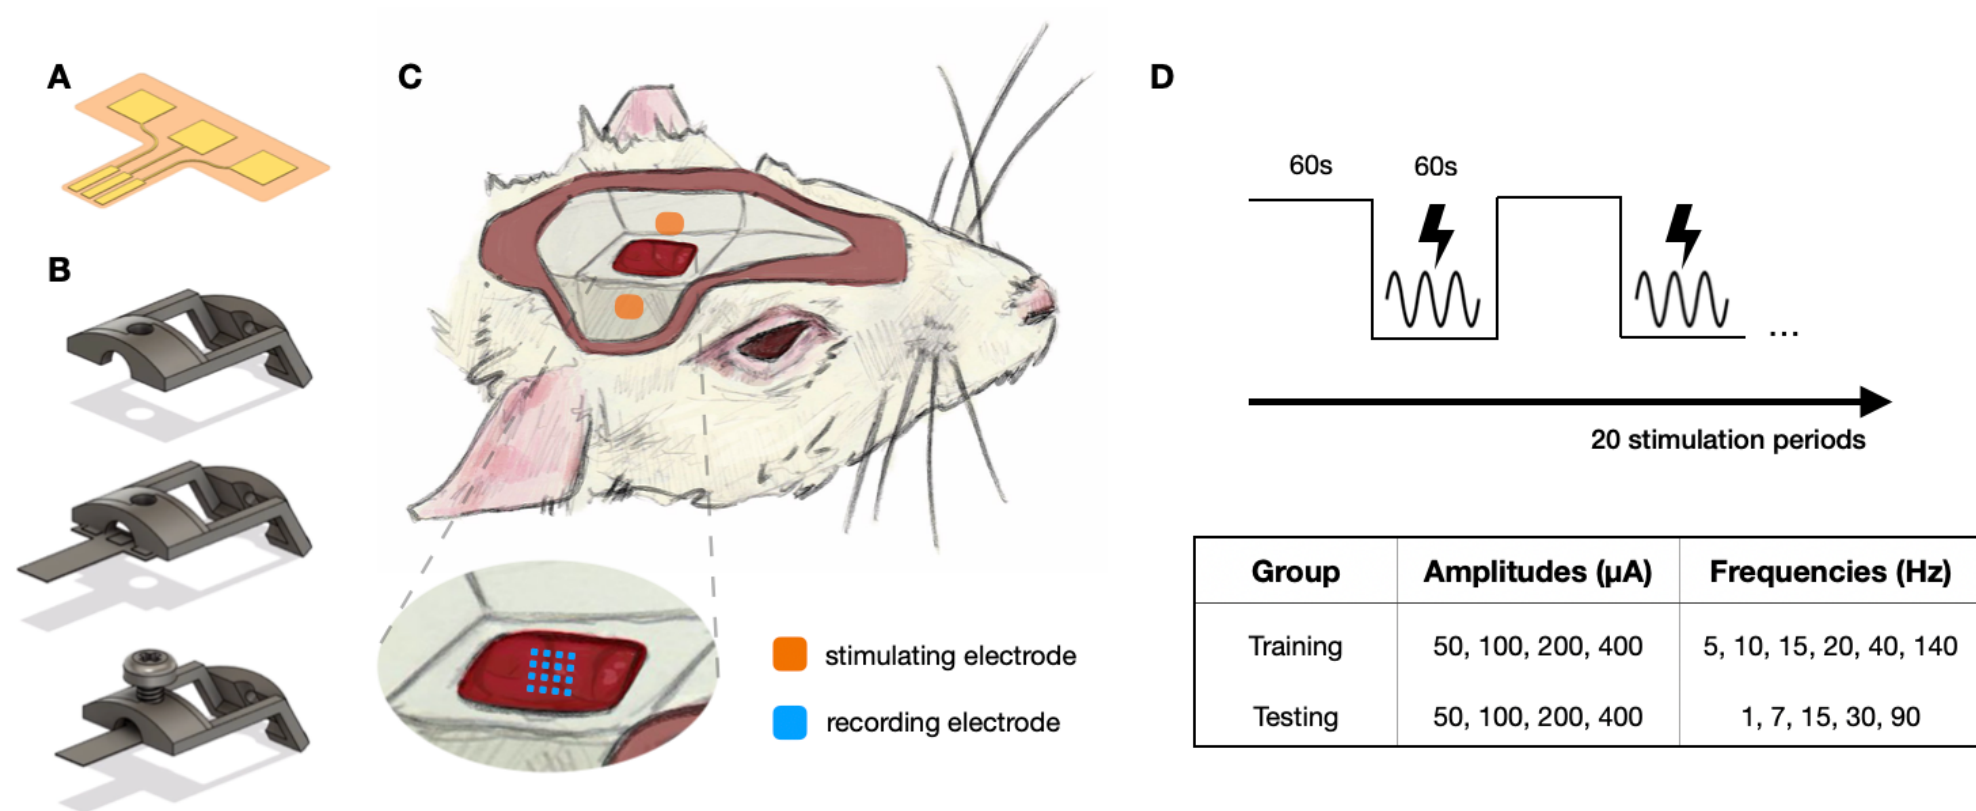 A
B
C
D
60s 60s
...
20 stimulation periods
stimulating electrode
recording electrode
Group Amplitudes (µA) Frequencies (Hz)
Training 50, 100, 200, 400 5, 10, 15, 20, 40, 140
Testing 50, 100, 200, 400 1, 7, 15, 30, 90